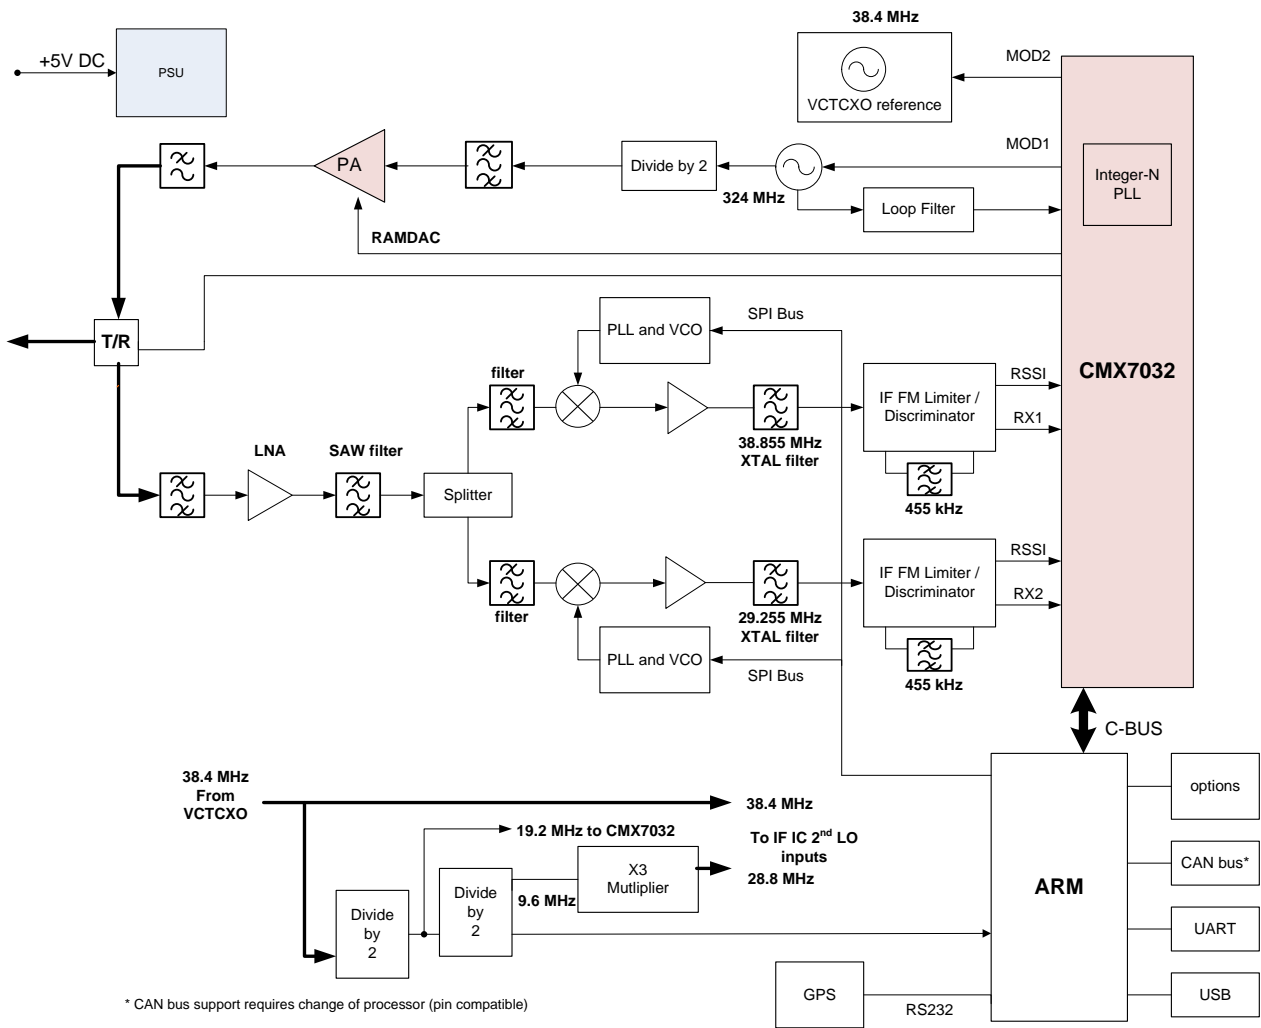 38.4 MHz
+5V DC
PSU
VCTCXO reference
MOD2
MOD1
Integer-N
PLL
PA
Divide by 2
324 MHz
Loop Filter
RAMDAC
T/R
PLL and VCO
SPI Bus
CMX7032
filter
IF FM Limiter /
Discriminator
RSSI
RX1
38.855 MHz
XTAL filter
455 kHz
LNA
SAW filter
Splitter
filter
IF FM Limiter /
Discriminator
RSSI
RX2
29.255 MHz
XTAL filter
455 kHz
PLL and VCO
SPI Bus
C-BUS
38.4 MHz
From
VCTCXO
38.4 MHz
19.2 MHz to CMX7032
To IF IC 2nd LO
inputs
28.8 MHz
X3
Mutliplier
9.6 MHz
Divide
by
2
Divide
by
2
ARM
options
CAN bus*
UART
USB
GPS
RS232
* CAN bus support requires change of processor (pin compatible)